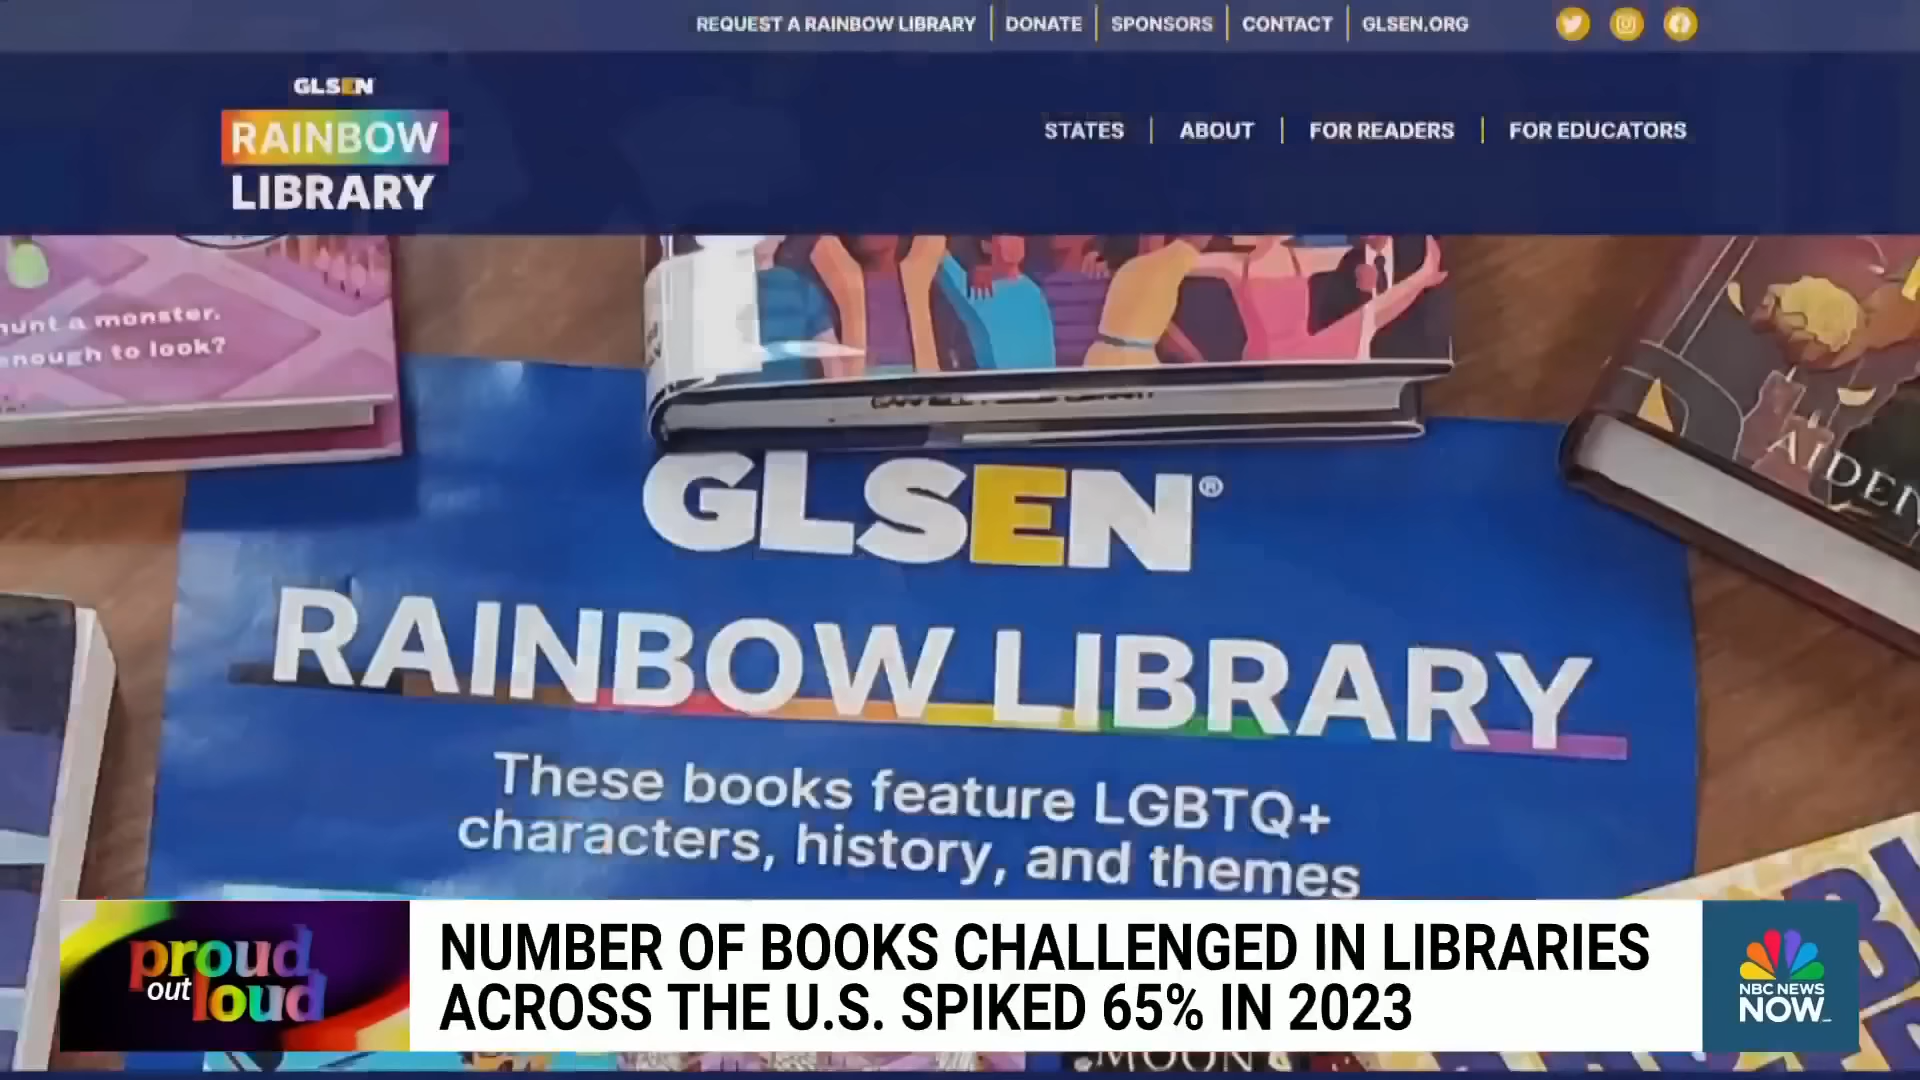 REQUEST A RAINBOW LIBRARY
DONATE
SPONSORS
CONTACT
GLSEN.ORG
GLSEN
RAINBOW
LIBRARY
STATES
ABOUT
FOR READERS
FOR EDUCATORS
hunt a monster.
enough to look?
AIDEN
GLSEN®
RAINBOW LIBRARY
These books feature LGBTQ+
characters, history, and themes
proud
out
loud
NUMBER OF BOOKS CHALLENGED IN LIBRARIES
ACROSS THE U.S. SPIKED 65% IN 2023
NBC NEWS
NOW
MOON